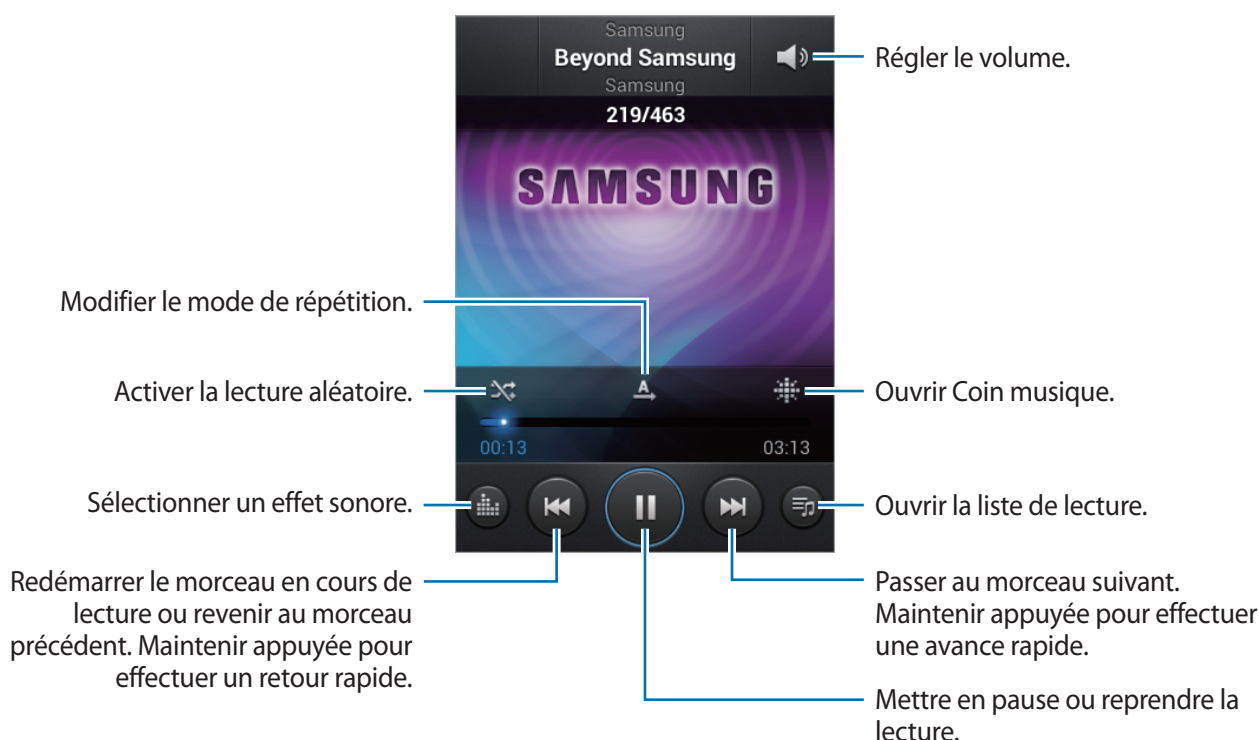 Samsung
Beyond Samsung
Samsung
219/463
SAMSUNG
A
00:13
03:13
Régler le volume.
Modifier le mode de répétition.
Activer la lecture aléatoire.
Ouvrir Coin musique.
Sélectionner un effet sonore.
Ouvrir la liste de lecture.
Redémarrer le morceau en cours de
lecture ou revenir au morceau
précédent. Maintenir appuyée pour
effectuer un retour rapide.
Passer au morceau suivant.
Maintenir appuyée pour effectuer
une avance rapide.
Mettre en pause ou reprendre la
lecture.